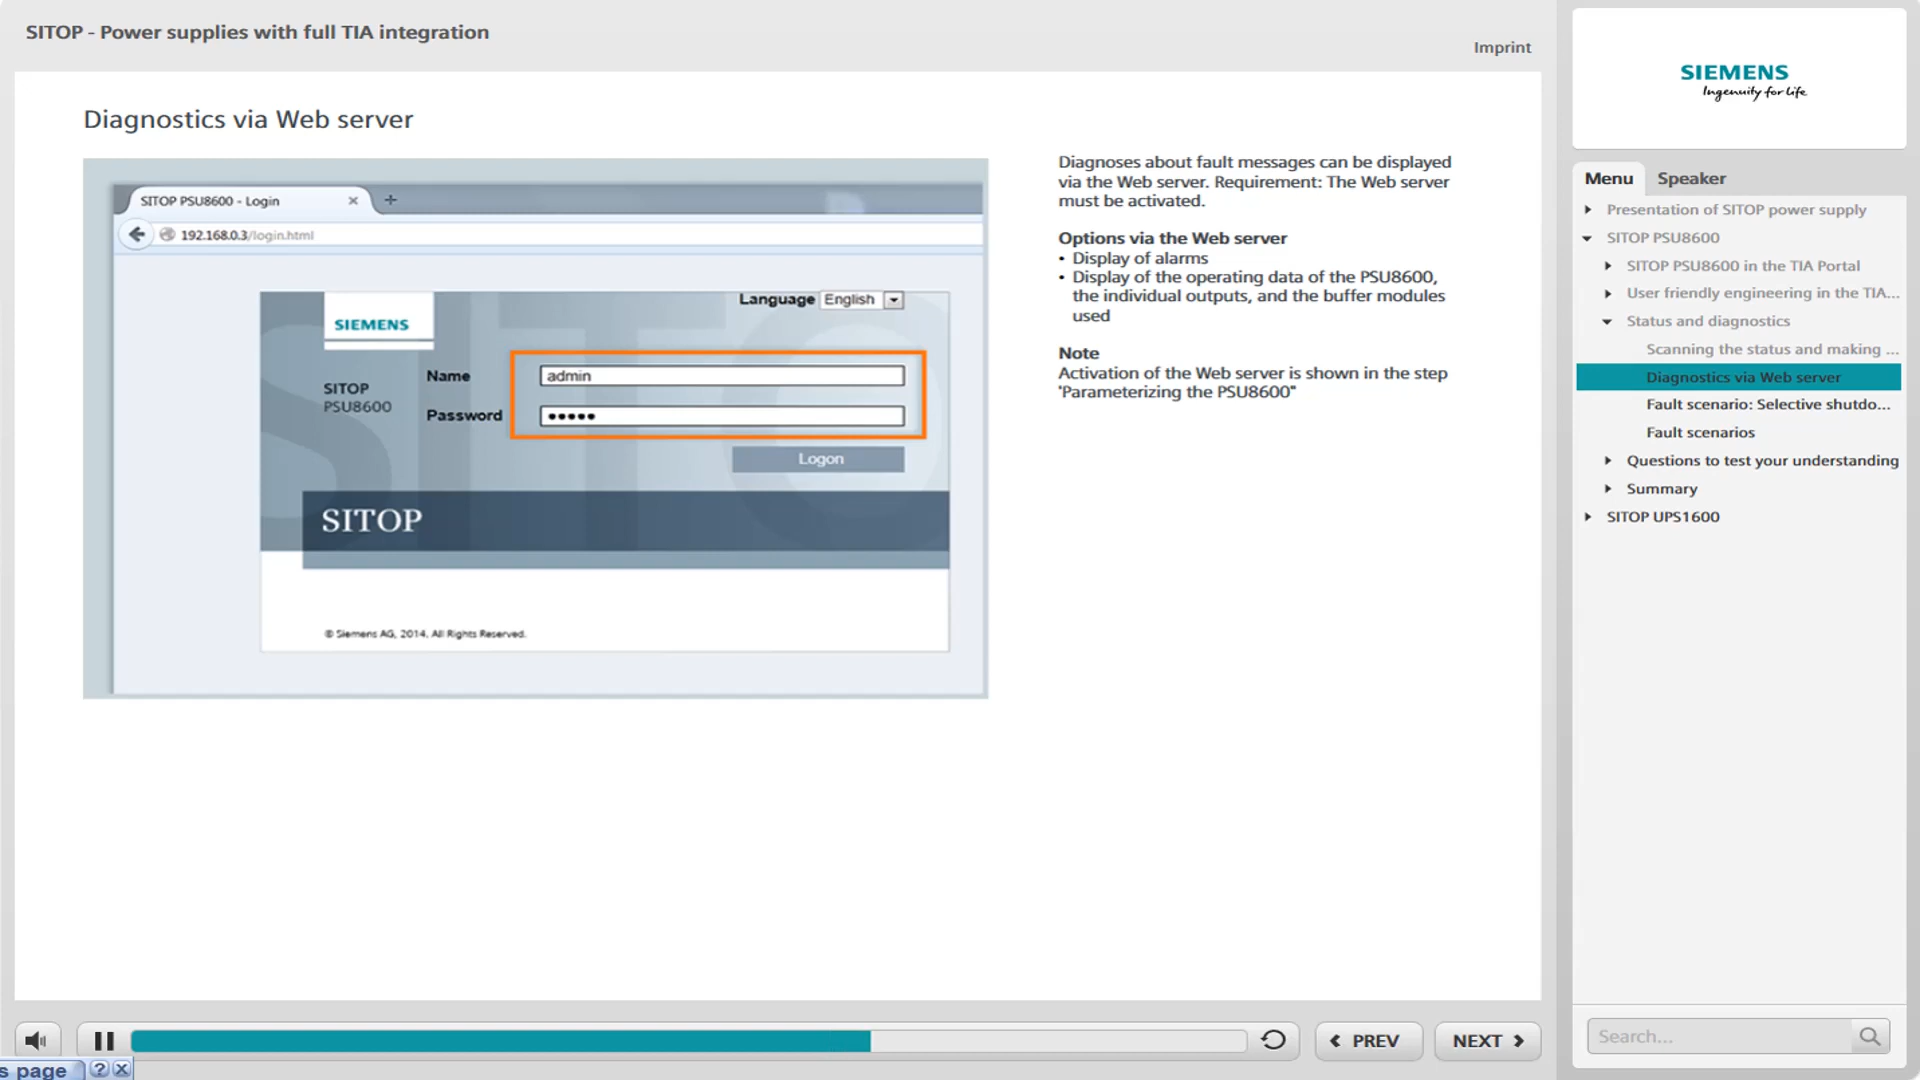 SITOP - Power supplies with full TIA integration
Imprint
Diagnostics via Web server
SITOP PSU8600 - Login
192.168.0.3/login.html
Language English
SIEMENS
SITOP
PSU8600
Name admin
Password •••••
Logon
SITOP
© Siemens AG, 2014, All Rights Reserved.
Diagnoses about fault messages can be displayed
via the Web server. Requirement: The Web server
must be activated.
Options via the Web server
• Display of alarms
• Display of the operating data of the PSU8600,
the individual outputs, and the buffer modules
used
Note
Activation of the Web server is shown in the step
"Parameterizing the PSU8600"
SIEMENS
Ingenuity for life
Menu Speaker
Presentation of SITOP power supply
SITOP PSU8600
SITOP PSU8600 in the TIA Portal
User friendly engineering in the TIA...
Status and diagnostics
Scanning the status and making ...
Diagnostics via Web server
Fault scenario: Selective shutdo...
Fault scenarios
Questions to test your understanding
Summary
SITOP UPS1600
Search...
PREV
NEXT
s page